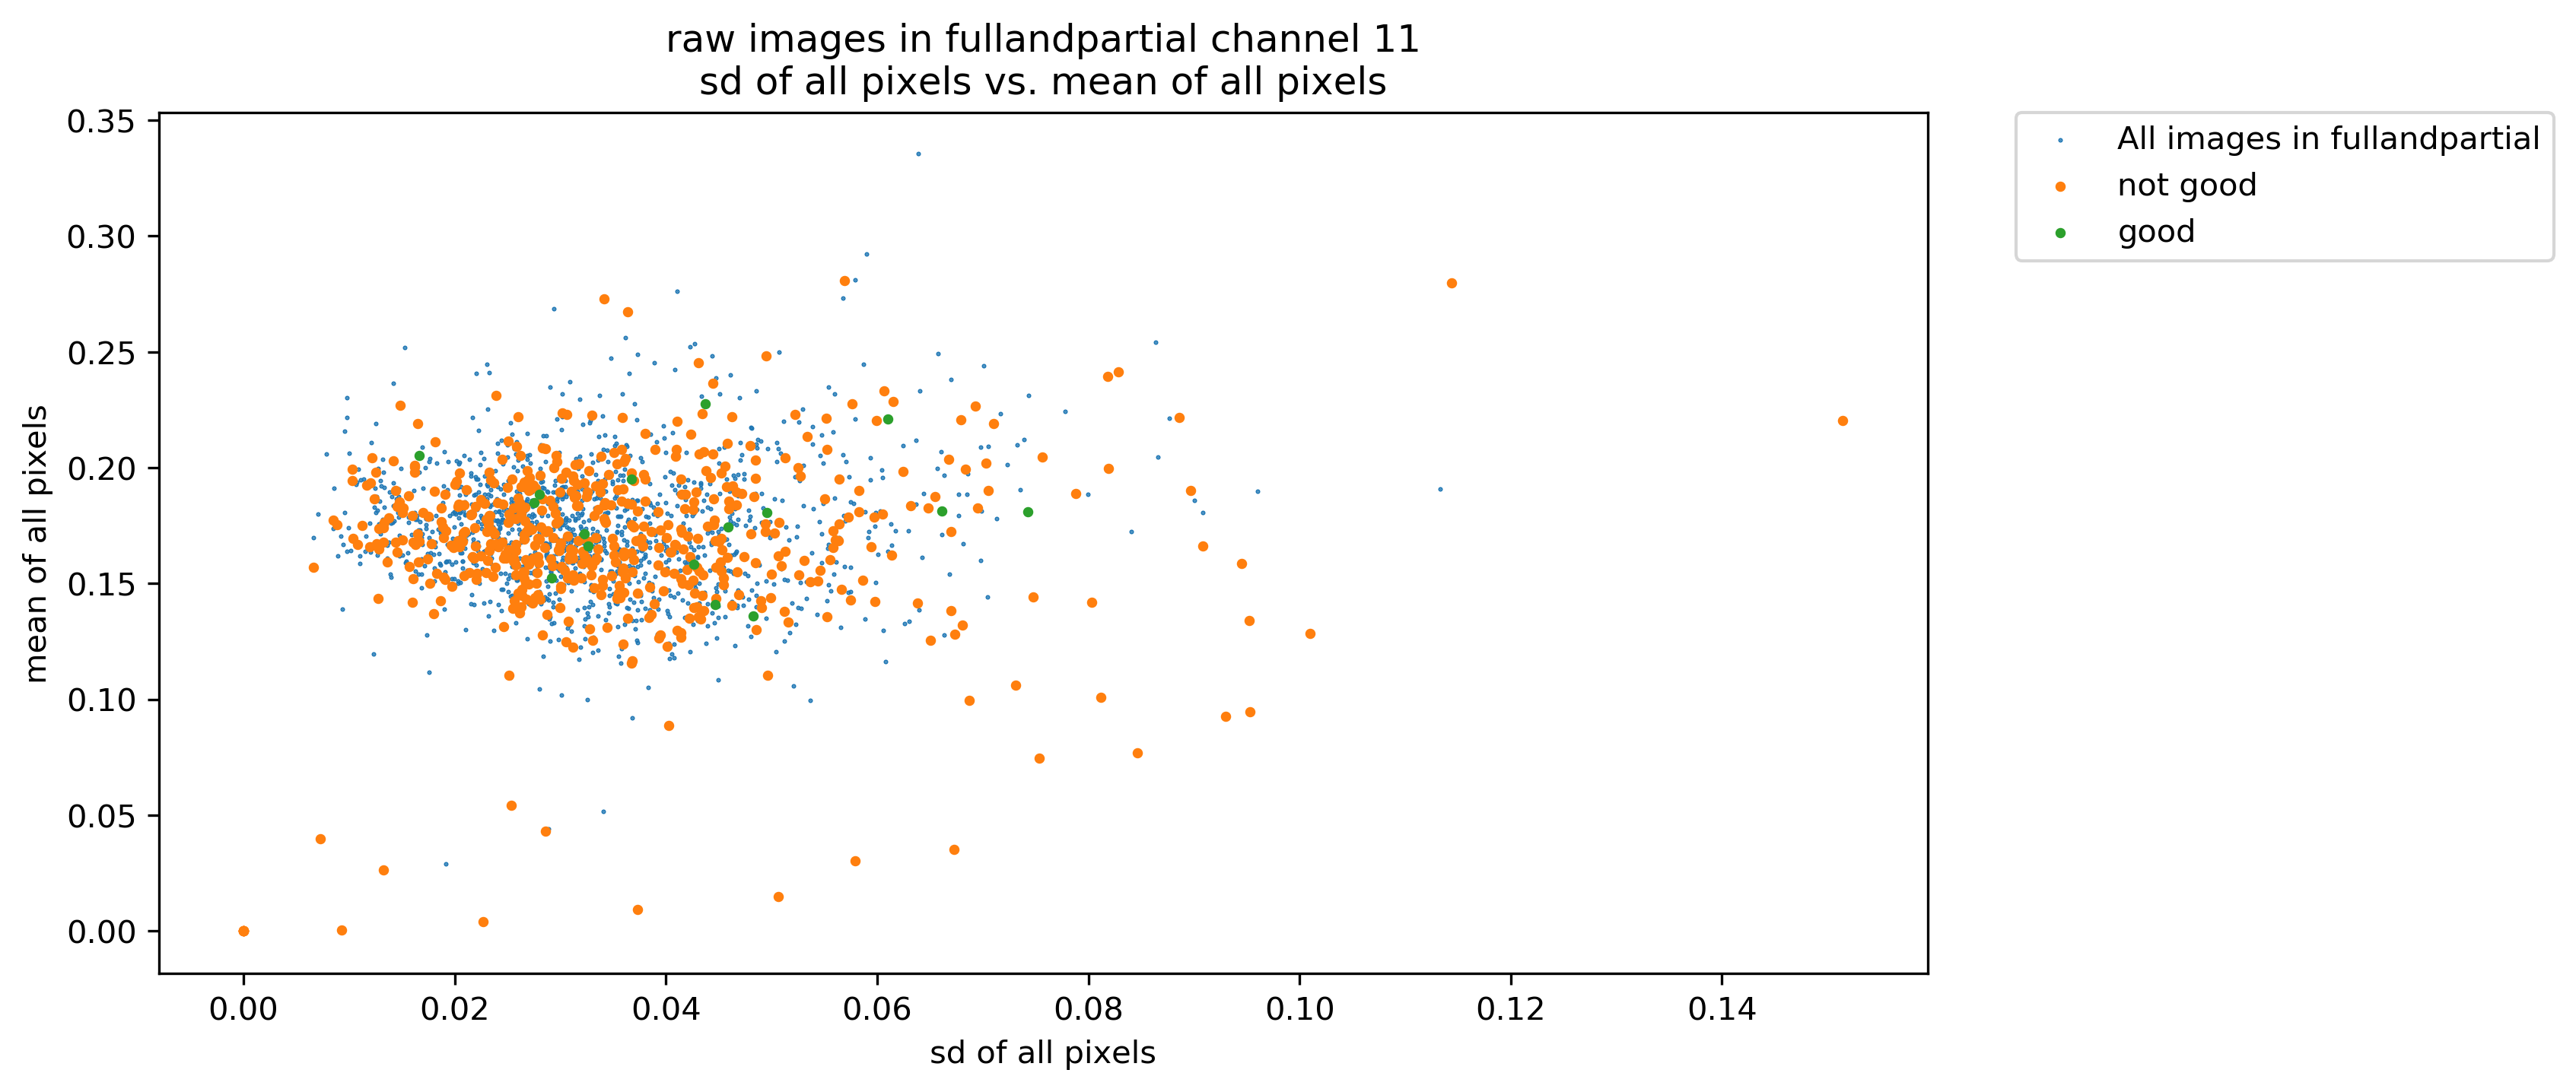 raw images in fullandpartial channel 11
sd of all pixels vs. mean of all pixels
0.35
0.30
0.25
0.20
0.15
0.10
0.05
0.00
mean of all pixels
0.00 0.02 0.04 0.06 0.08 0.10 0.12 0.14
sd of all pixels
All images in fullandpartial
not good
good